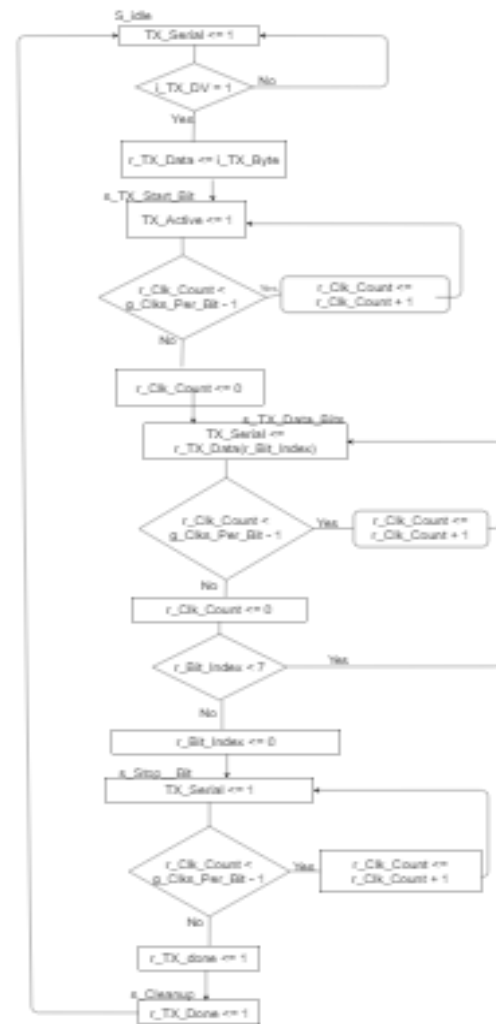 S_Idle
TX_Serial <= 1
i_TX_DV = 1
No
Yes
r_TX_Data <= i_TX_Byte
s_TX_Start_Bit
TX_Active <= 1
r_Clk_Count <
g_Clks_Per_Bit - 1
Yes
r_Clk_Count <=
r_Clk_Count + 1
No
r_Clk_Count <= 0
s_TX_Data_Bits
TX_Serial <=
r_TX_Data(r_Bit_Index)
r_Clk_Count <
g_Clks_Per_Bit - 1
Yes
r_Clk_Count <=
r_Clk_Count + 1
No
r_Clk_Count <= 0
r_Bit_Index < 7
Yes
No
r_Bit_Index <= 0
s_Stop__Bit
TX_Serial <= 1
r_Clk_Count <
g_Clks_Per_Bit - 1
Yes
r_Clk_Count <=
r_Clk_Count + 1
No
r_TX_done <= 1
s_Cleanup
r_TX_Done <= 1